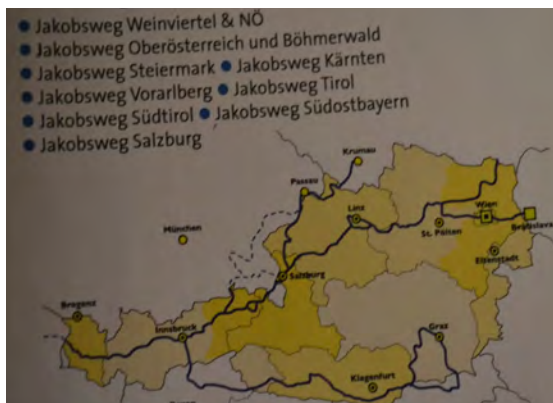 ● Jakobsweg Weinviertel & NÖ
● Jakobsweg Oberösterreich und Böhmerwald
● Jakobsweg Steiermark ● Jakobsweg Kärnten
● Jakobsweg Vorarlberg ● Jakobsweg Tirol
● Jakobsweg Südtirol ● Jakobsweg Südostbayern
● Jakobsweg Salzburg
Krumau
Passau
Linz
Wien
München
St. Pölten
Bratislava
Eisenstadt
Salzburg
Bregenz
Innsbruck
Graz
Klagenfurt